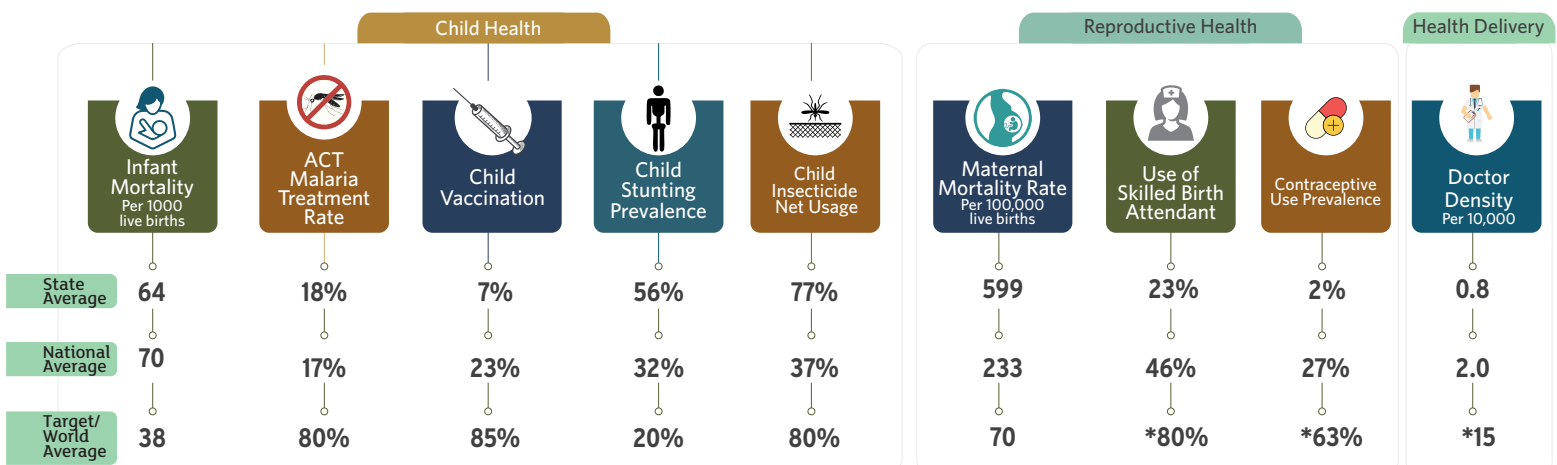 Child Health
Reproductive Health
Health Delivery
Infant
Mortality
Per 1000
live births
ACT
Malaria
Treatment
Rate
Child
Vaccination
Child
Stunting
Prevalence
Child
Insecticide
Net Usage
Maternal
Mortality Rate
Per 100,000
live births
Use of
Skilled Birth
Attendant
Contraceptive
Use Prevalence
Doctor
Density
Per 10,000
State
Average
64 18% 7% 56% 77% 599 23% 2% 0.8
National
Average
70 17% 23% 32% 37% 233 46% 27% 2.0
Target/
World
Average
38 80% 85% 20% 80% 70 *80% *63% *15